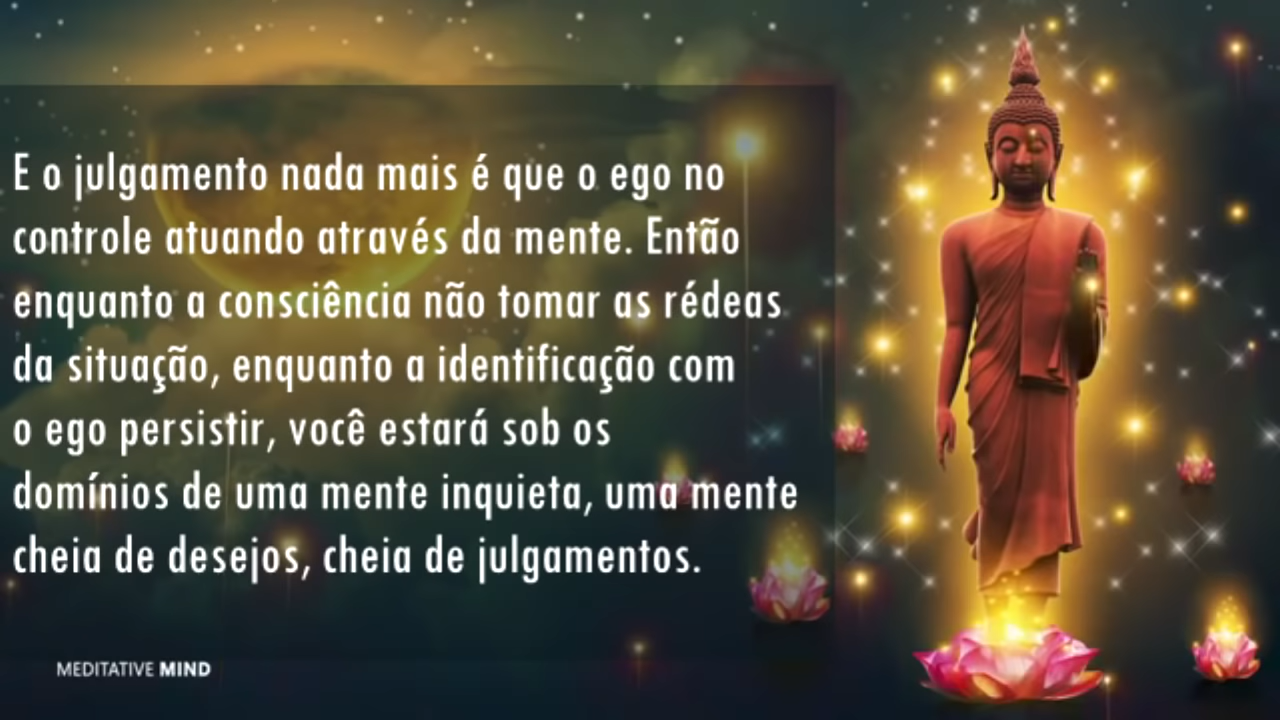 E o julgamento nada mais é que o ego no
controle atuando através da mente. Então
enquanto a consciência não tomar as rédeas
da situação, enquanto a identificação com
o ego persistir, você estará sob os
domínios de uma mente inquieta, uma mente
cheia de desejos, cheia de julgamentos.
MEDITATIVE MIND